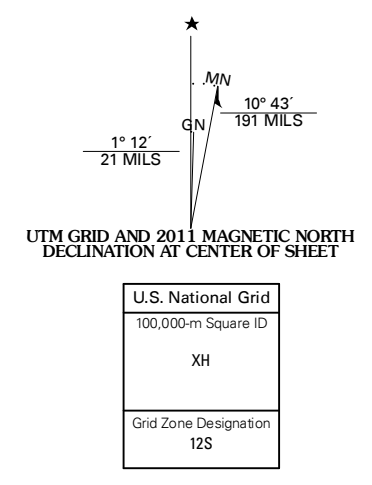 ★
MN
GN
10° 43´
191 MILS
1° 12´
21 MILS
UTM GRID AND 2011 MAGNETIC NORTH
DECLINATION AT CENTER OF SHEET
U.S. National Grid
100,000-m Square ID
XH
Grid Zone Designation
12S